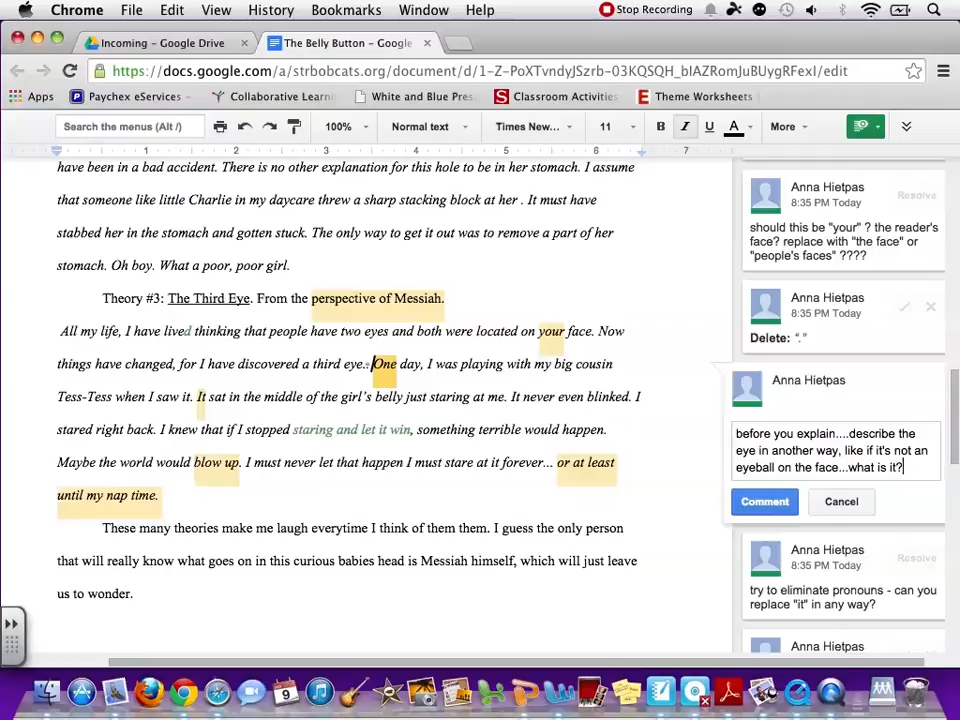 Chrome File Edit View History Bookmarks Window Help Stop Recording
Incoming – Google Drive × The Belly Button – Google ×
https://docs.google.com/a/strbobcats.org/document/d/1-Z-PoXTvndyJSzrb-03KQSQH_bIAZRomJuBUygRFexI/edit
Apps Paychex eServices Collaborative Learni White and Blue Pres Classroom Activities Theme Worksheets
Search the menus (Alt /) 100% Normal text Times New... 11 B I U A More
1 2 3 4 5 6 7
have been in a bad accident. There is no other explanation for this hole to be in her stomach. I assume
that someone like little Charlie in my daycare threw a sharp stacking block at her . It must have
stabbed her in the stomach and gotten stuck. The only way to get it out was to remove a part of her
stomach. Oh boy. What a poor, poor girl.
Theory #3: The Third Eye. From the perspective of Messiah.
All my life, I have lived thinking that people have two eyes and both were located on your face. Now
things have changed, for I have discovered a third eye.. One day, I was playing with my big cousin
Tess-Tess when I saw it. It sat in the middle of the girl's belly just staring at me. It never even blinked. I
stared right back. I knew that if I stopped staring and let it win, something terrible would happen.
Maybe the world would blow up. I must never let that happen I must stare at it forever... or at least
until my nap time.
These many theories make me laugh everytime I think of them them. I guess the only person
that will really know what goes on in this curious babies head is Messiah himself, which will just leave
us to wonder.
Anna Hietpas
8:35 PM Today
Resolve
should this be "your" ? the reader's
face? replace with "the face" or
"people's faces" ????
Anna Hietpas
8:35 PM Today
Delete: "."
Anna Hietpas
before you explain....describe the
eye in another way, like if it's not an
eyeball on the face...what is it?
Comment Cancel
Anna Hietpas
8:35 PM Today
Resolve
try to eliminate pronouns - can you
replace "it" in any way?
Anna Hietpas
9